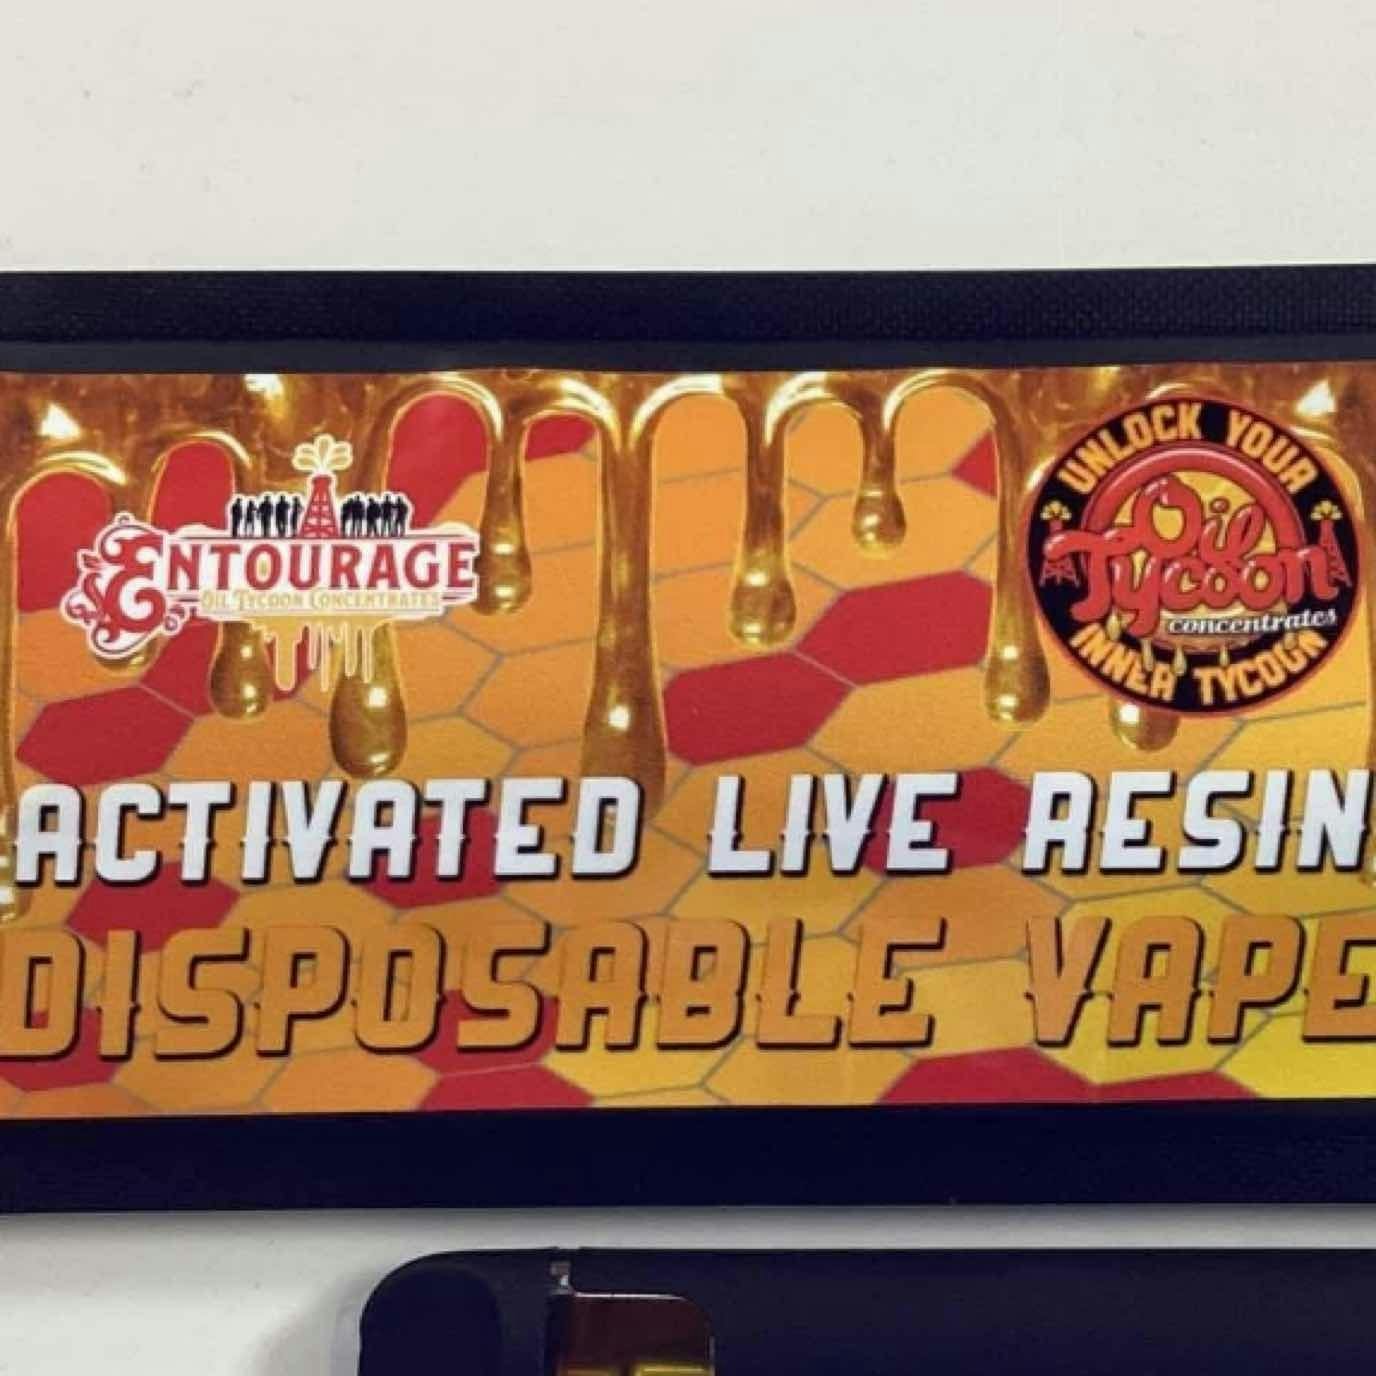 ENTOURAGE
OIL TYCOON CONCENTRATES
UNLOCK YOUR
Oil
Tycoon
concentrates
INNER TYCOON
ACTIVATED LIVE RESIN
DISPOSABLE VAPE